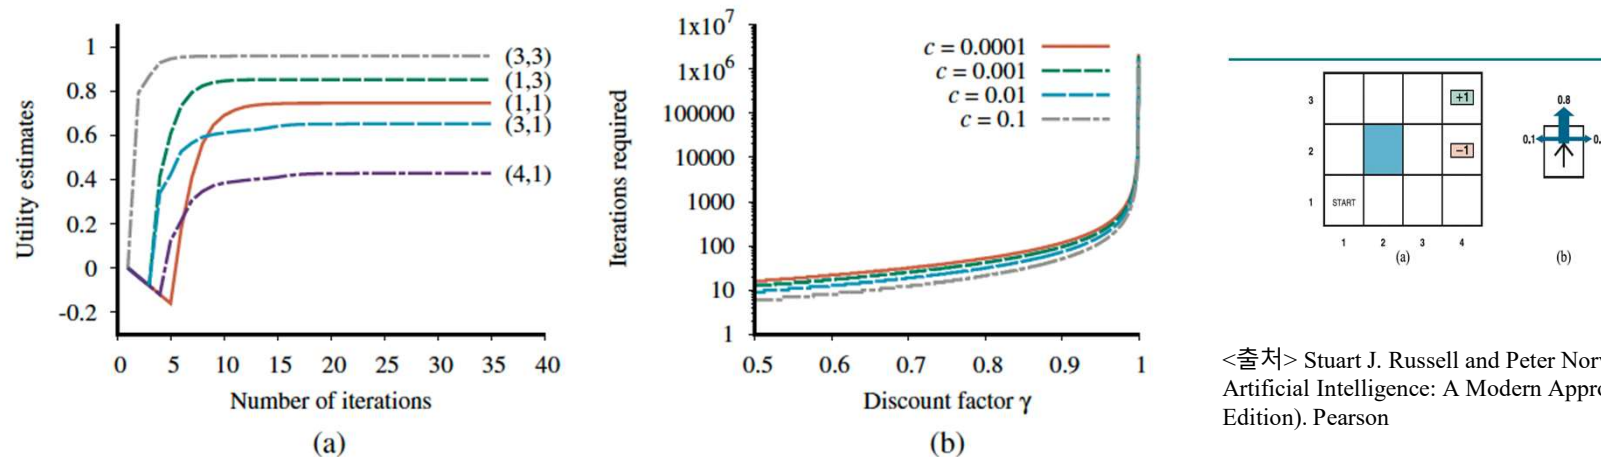 1
0.8
0.6
0.4
0.2
0
-0.2
Utility estimates
0 5 10 15 20 25 30 35 40
Number of iterations
(3,3)
(1,3)
(1,1)
(3,1)
(4,1)
(a)
1x10⁷
1x10⁶
100000
10000
1000
100
10
1
Iterations required
c = 0.0001
c = 0.001
c = 0.01
c = 0.1
0.5 0.6 0.7 0.8 0.9 1
Discount factor γ
(b)
3 +1
2 −1
1 START
1 2 3 4
(a)
0.8
0.1
(b)
<출처> Stuart J. Russell and Peter
Artificial Intelligence: A Modern
Edition). Pearson